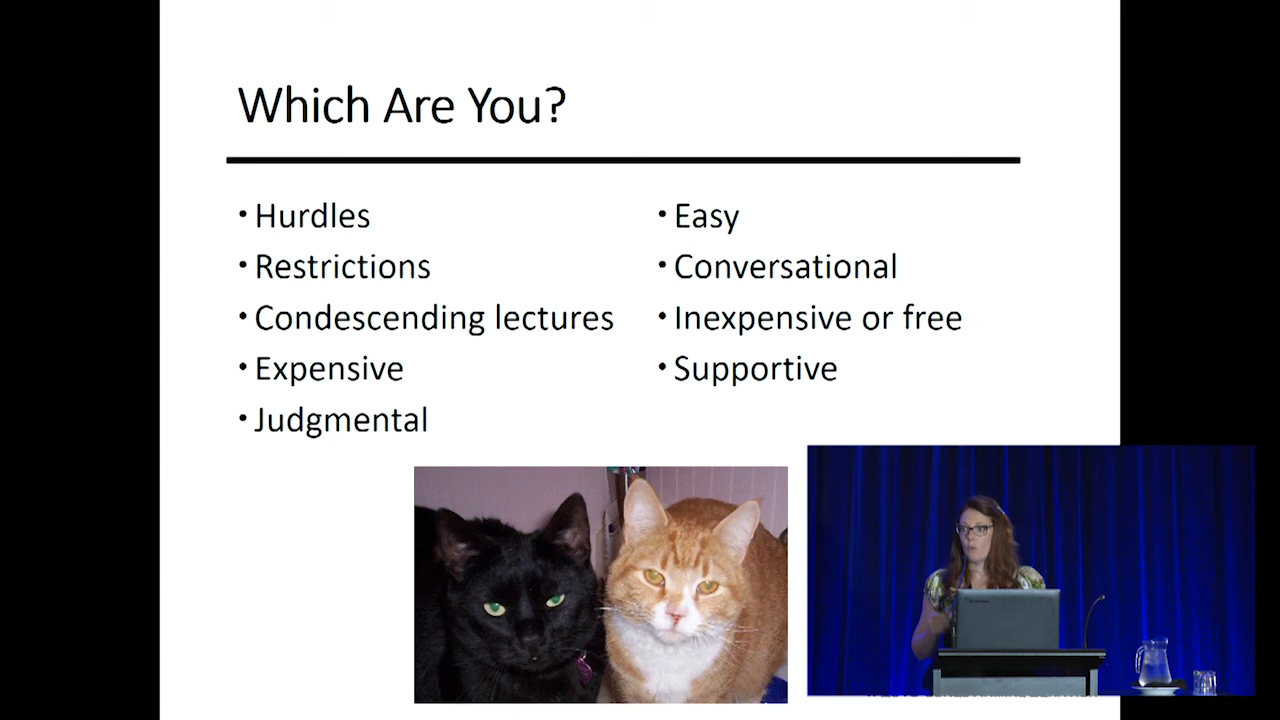 Which Are You?
• Hurdles
• Restrictions
• Condescending lectures
• Expensive
• Judgmental
• Easy
• Conversational
• Inexpensive or free
• Supportive